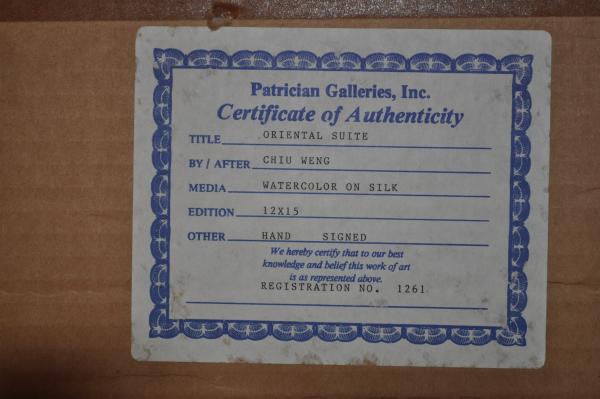 Patrician Galleries, Inc.
Certificate of Authenticity
TITLE ORIENTAL SUITE
BY / AFTER CHIU WENG
MEDIA WATERCOLOR ON SILK
EDITION 12X15
OTHER HAND SIGNED
We hereby certify that to our best
knowledge and belief this work of art
is as represented above.
REGISTRATION NO. 1261